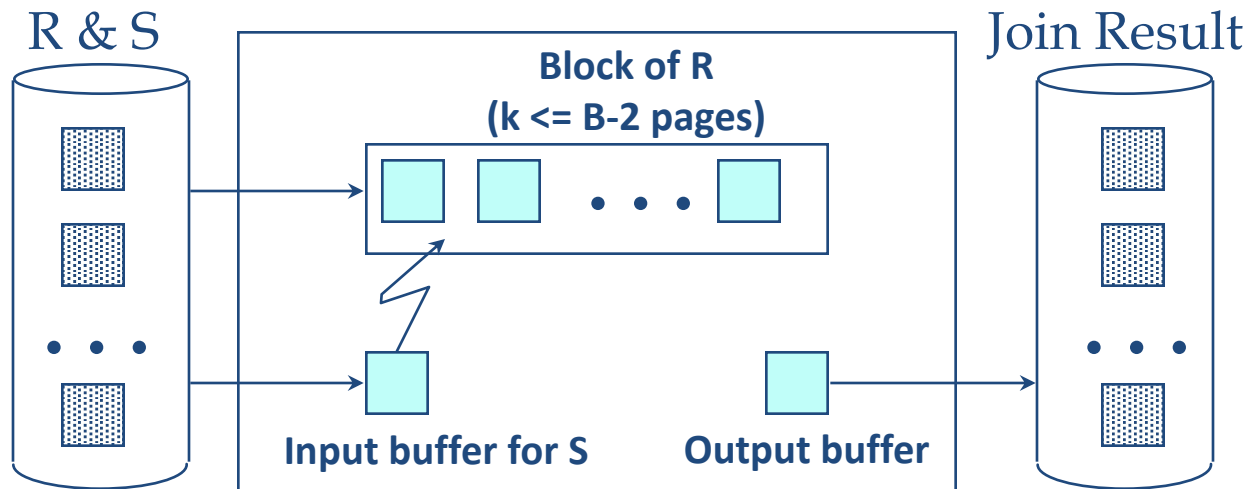 R & S
Join Result
Block of R
(k <= B-2 pages)
• • •
• • •
• • •
Input buffer for S
Output buffer